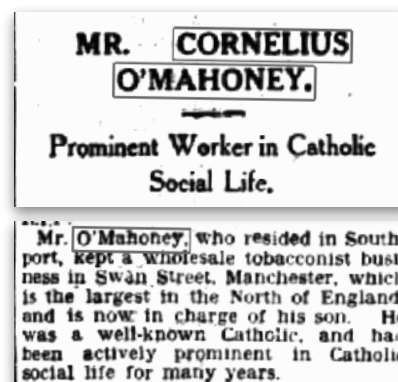 MR. CORNELIUS
O'MAHONEY.
Prominent Worker in Catholic
Social Life.
Mr. O'Mahoney, who resided in South
port, kept a wholesale tobacconist busi
ness in Swan Street, Manchester, which
is the largest in the North of England
and is now in charge of his son. He
was a well-known Catholic, and had
been actively prominent in Catholic
social life for many years.